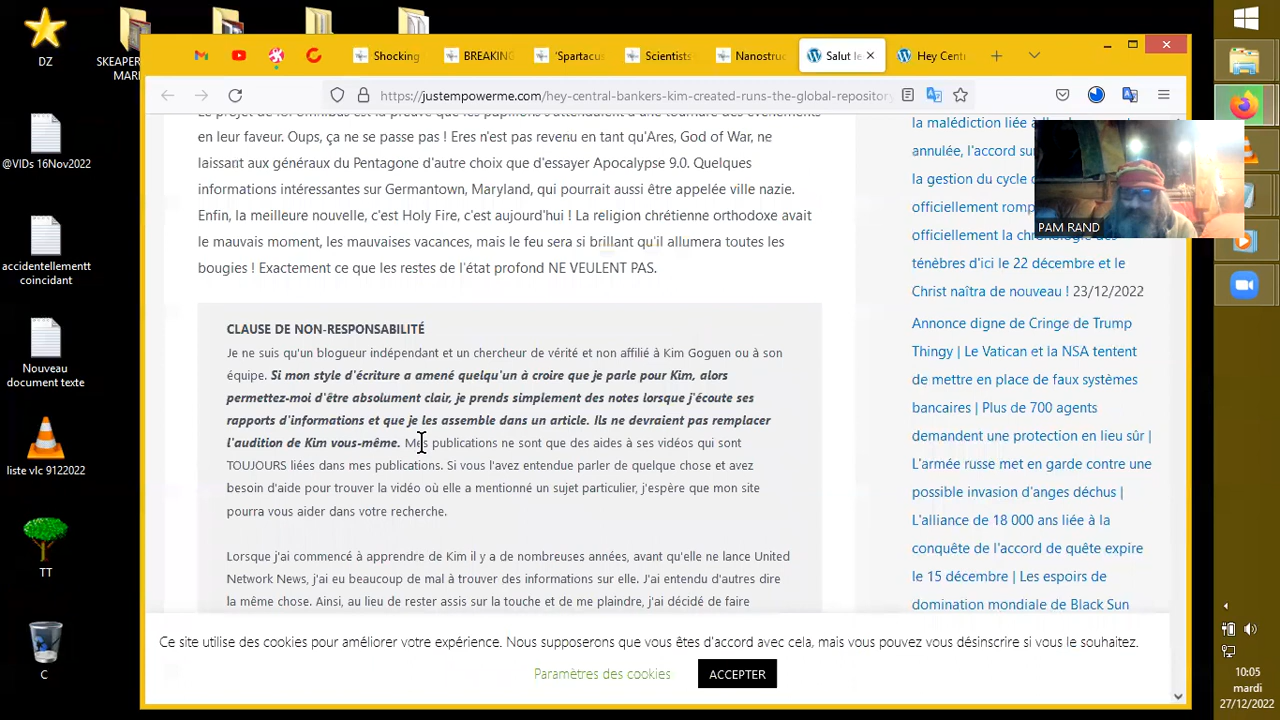 DZ
SKEAPER
MARI
@VIDs 16Nov2022
accidentellementt
coincidant
Nouveau
document texte
liste vlc 9122022
TT
C
Shocking
BREAKING
'Spartacus
Scientists
Nanostruc
Salut le
Hey Centr
https://justempowerme.com/hey-central-bankers-kim-created-runs-the-global-repository
en leur faveur. Oups, ça ne se passe pas ! Eres n'est pas revenu en tant qu'Ares, God of War, ne
laissant aux généraux du Pentagone d'autre choix que d'essayer Apocalypse 9.0. Quelques
informations intéressantes sur Germantown, Maryland, qui pourrait aussi être appelée ville nazie.
Enfin, la meilleure nouvelle, c'est Holy Fire, c'est aujourd'hui ! La religion chrétienne orthodoxe avait
le mauvais moment, les mauvaises vacances, mais le feu sera si brillant qu'il allumera toutes les
bougies ! Exactement ce que les restes de l'état profond NE VEULENT PAS.
CLAUSE DE NON-RESPONSABILITÉ
Je ne suis qu'un blogueur indépendant et un chercheur de vérité et non affilié à Kim Goguen ou à son
équipe. Si mon style d'écriture a amené quelqu'un à croire que je parle pour Kim, alors
permettez-moi d'être absolument clair, je prends simplement des notes lorsque j'écoute ses
rapports d'informations et que je les assemble dans un article. Ils ne devraient pas remplacer
l'audition de Kim vous-même. Mes publications ne sont que des aides à ses vidéos qui sont
TOUJOURS liées dans mes publications. Si vous l'avez entendue parler de quelque chose et avez
besoin d'aide pour trouver la vidéo où elle a mentionné un sujet particulier, j'espère que mon site
pourra vous aider dans votre recherche.
Lorsque j'ai commencé à apprendre de Kim il y a de nombreuses années, avant qu'elle ne lance United
Network News, j'ai eu beaucoup de mal à trouver des informations sur elle. J'ai entendu d'autres dire
la même chose. Ainsi, au lieu de rester assis sur la touche et de me plaindre, j'ai décidé de faire
la malédiction liée à
annulée, l'accord sur
la gestion du cycle d
officiellement romp
officiellement la chronologie des
ténèbres d'ici le 22 décembre et le
Christ naîtra de nouveau ! 23/12/2022
Annonce digne de Cringe de Trump
Thingy | Le Vatican et la NSA tentent
de mettre en place de faux systèmes
bancaires | Plus de 700 agents
demandent une protection en lieu sûr |
L'armée russe met en garde contre une
possible invasion d'anges déchus |
L'alliance de 18 000 ans liée à la
conquête de l'accord de quête expire
le 15 décembre | Les espoirs de
domination mondiale de Black Sun
PAM RAND
Ce site utilise des cookies pour améliorer votre expérience. Nous supposerons que vous êtes d'accord avec cela, mais vous pouvez vous désinscrire si vous le souhaitez.
Paramètres des cookies
ACCEPTER
10:05
mardi
27/12/2022